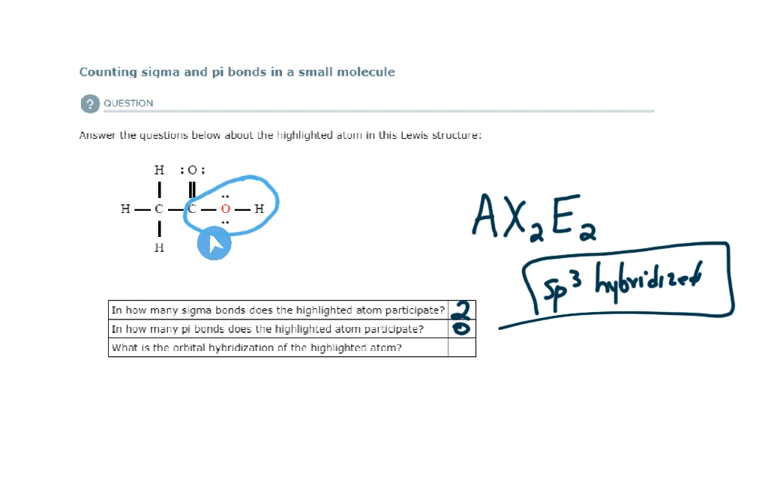 Counting sigma and pi bonds in a small molecule
? QUESTION
Answer the questions below about the highlighted atom in this Lewis structure:
H :O:
H — C — C — O — H
H
AX₂E₂
sp³ hybridized
In how many sigma bonds does the highlighted atom participate? 2
In how many pi bonds does the highlighted atom participate? 0
What is the orbital hybridization of the highlighted atom?